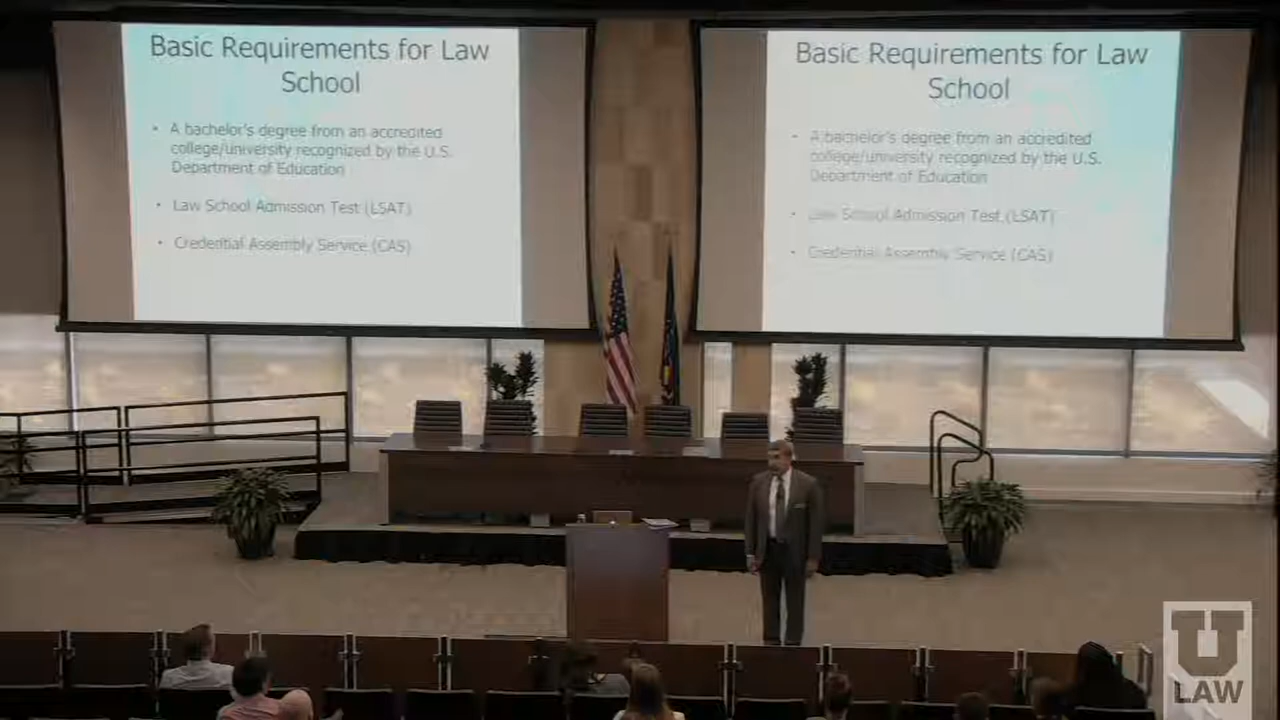 Basic Requirements for Law
School
• A bachelor's degree from an accredited
college/university recognized by the U.S.
Department of Education
• Law School Admission Test (LSAT)
• Credential Assembly Service (CAS)
Basic Requirements for Law
School
• A bachelor's degree from an accredited
college/university recognized by the U.S.
Department of Education
• Law School Admission Test (LSAT)
• Credential Assembly Service (CAS)
U
LAW